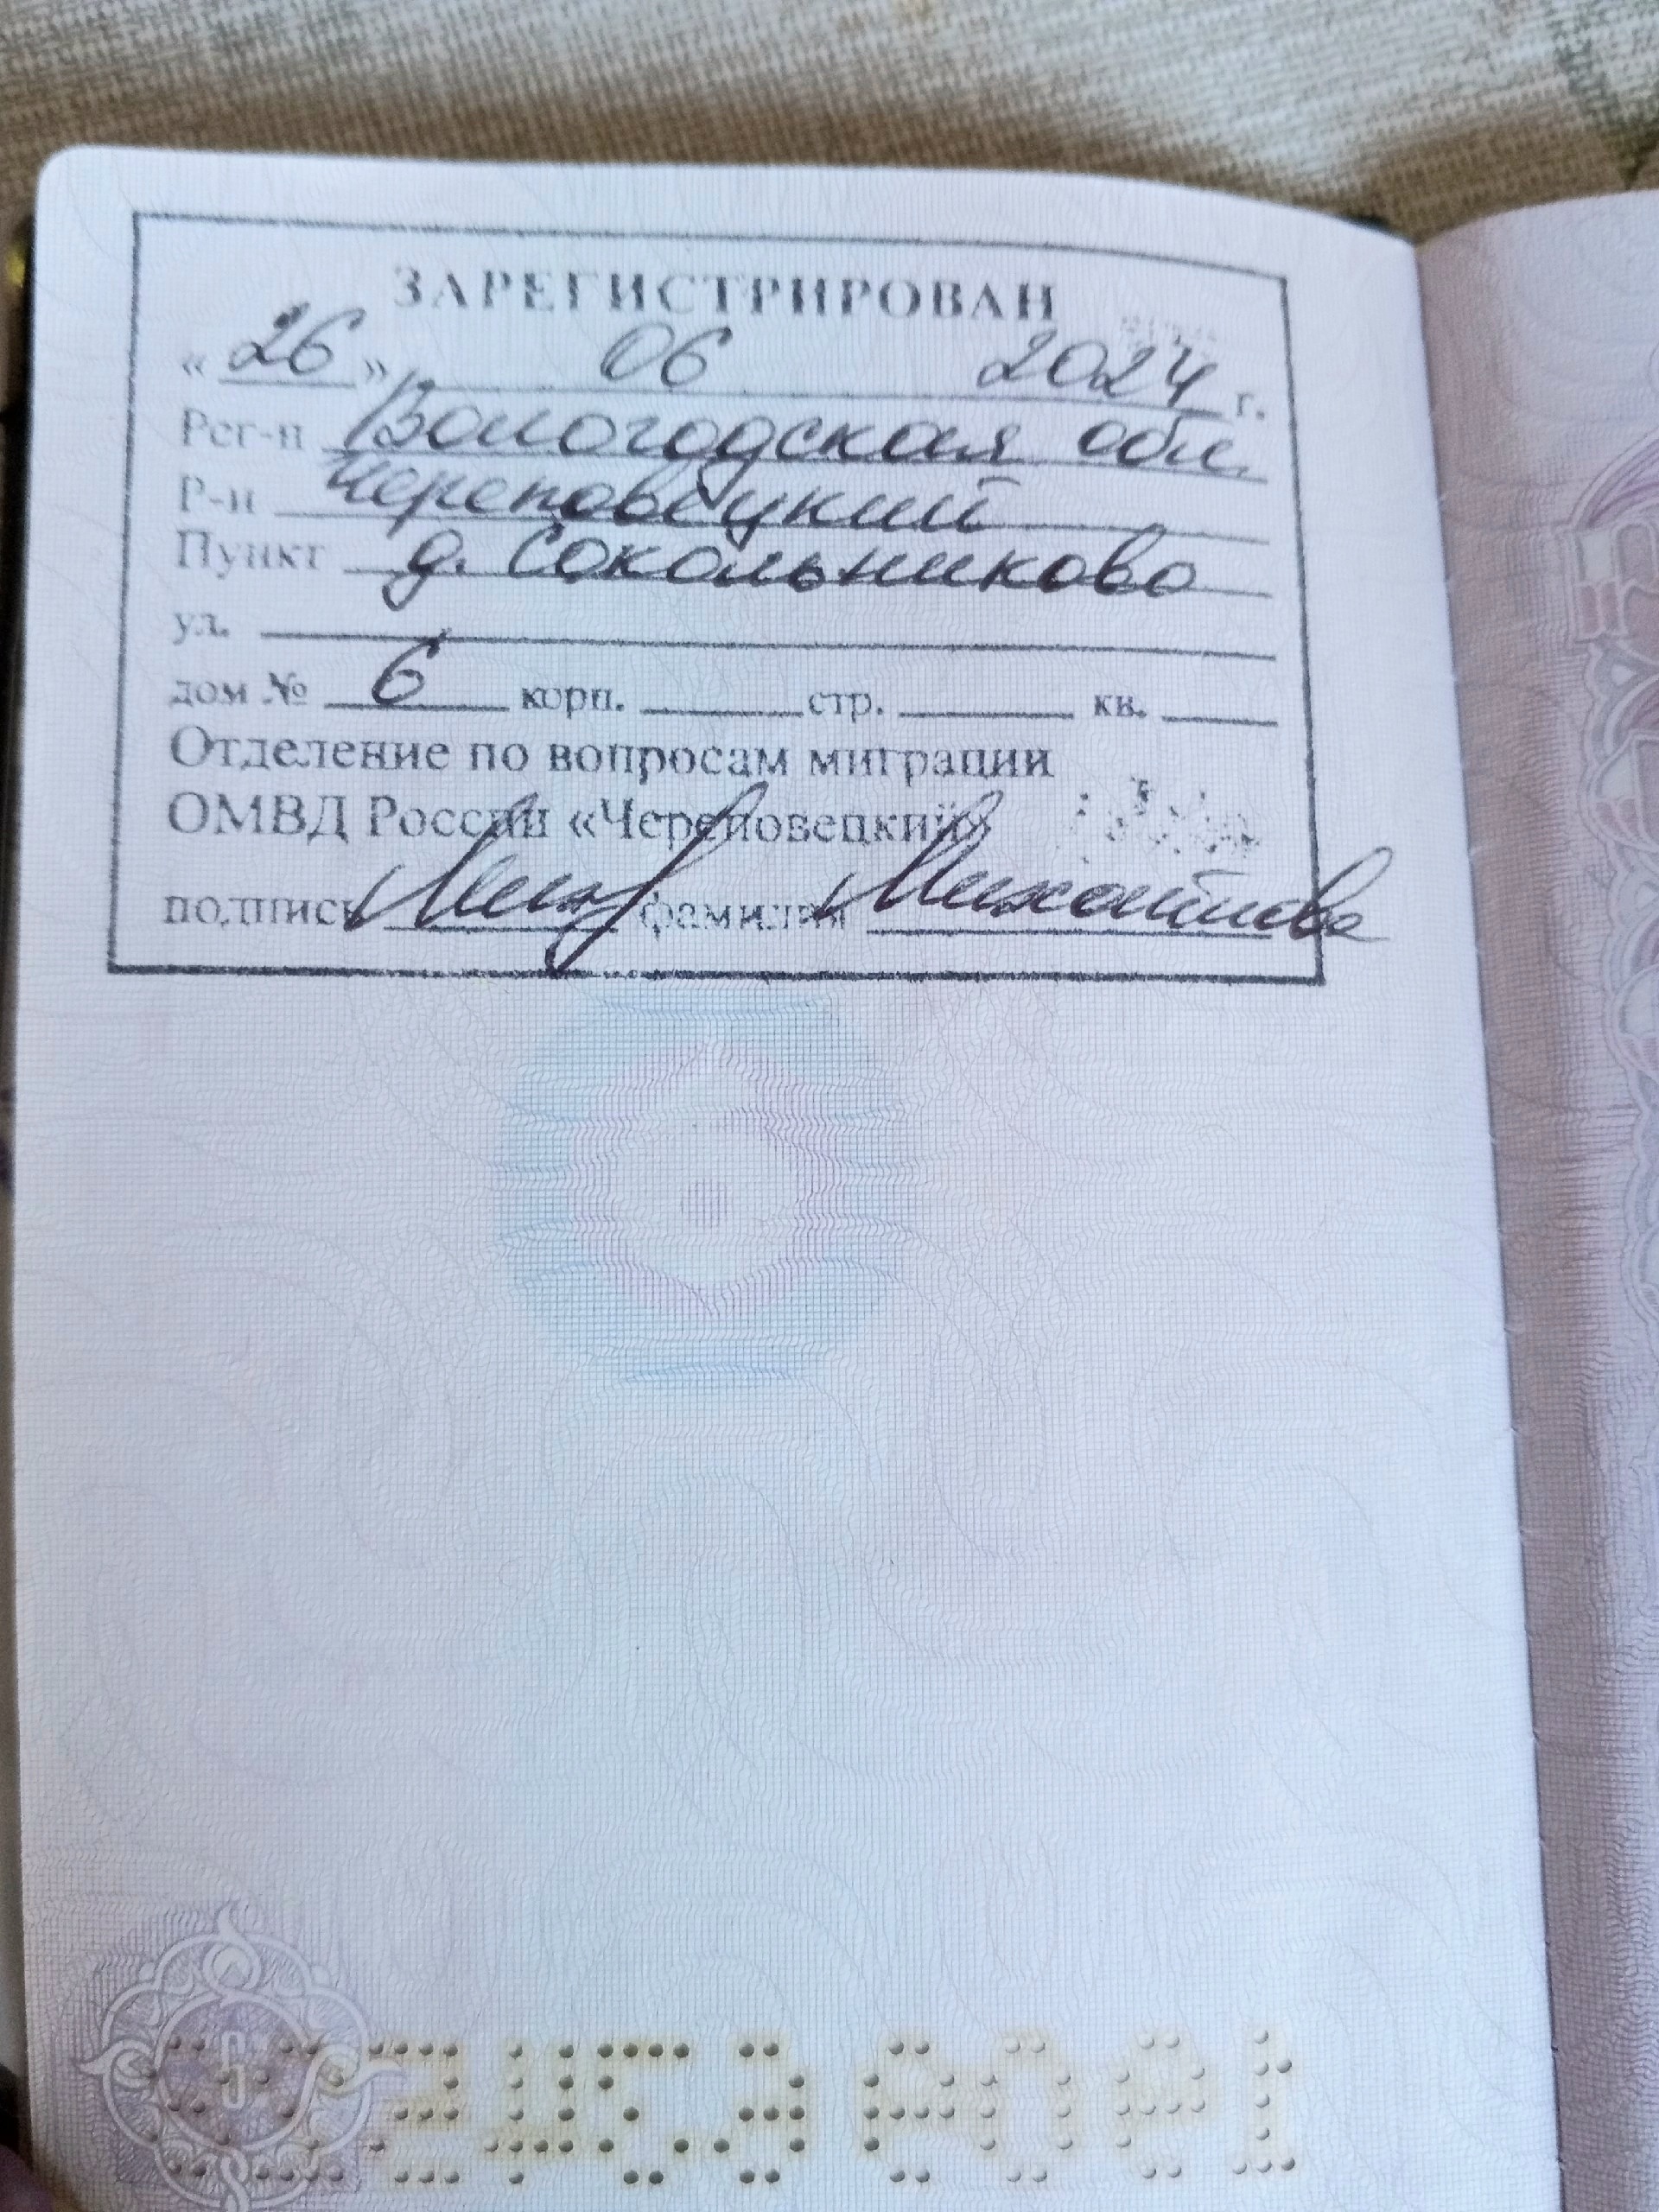 ЗАРЕГИСТРИРОВАН
« 26 » 06 2024 г.
Рег-н Вологодская обл.
Р-н Череповецкий
Пункт д. Сокольниково
ул.
дом № 6 корп. стр. кв.
Отделение по вопросам миграции
ОМВД России «Череповецкий»
подпись фамилия Михайлова
6